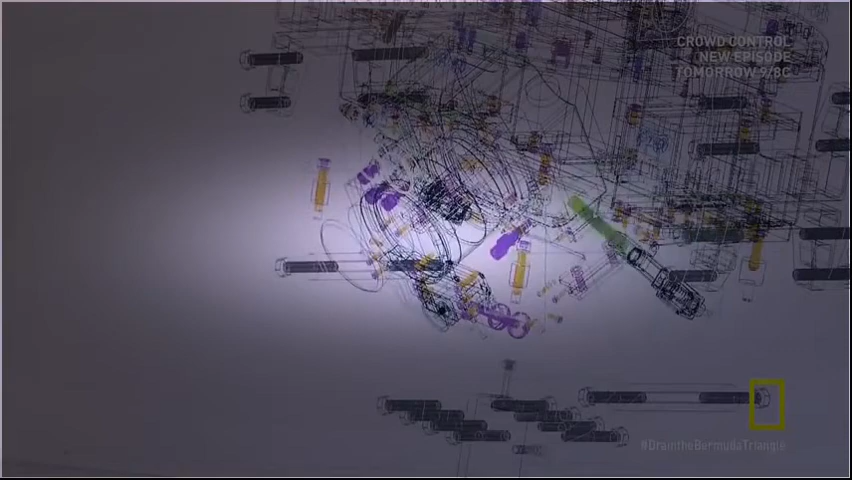 CROWD CONTROL
NEW EPISODE
TOMORROW 9/8C
#DraintheBermudaTriangle